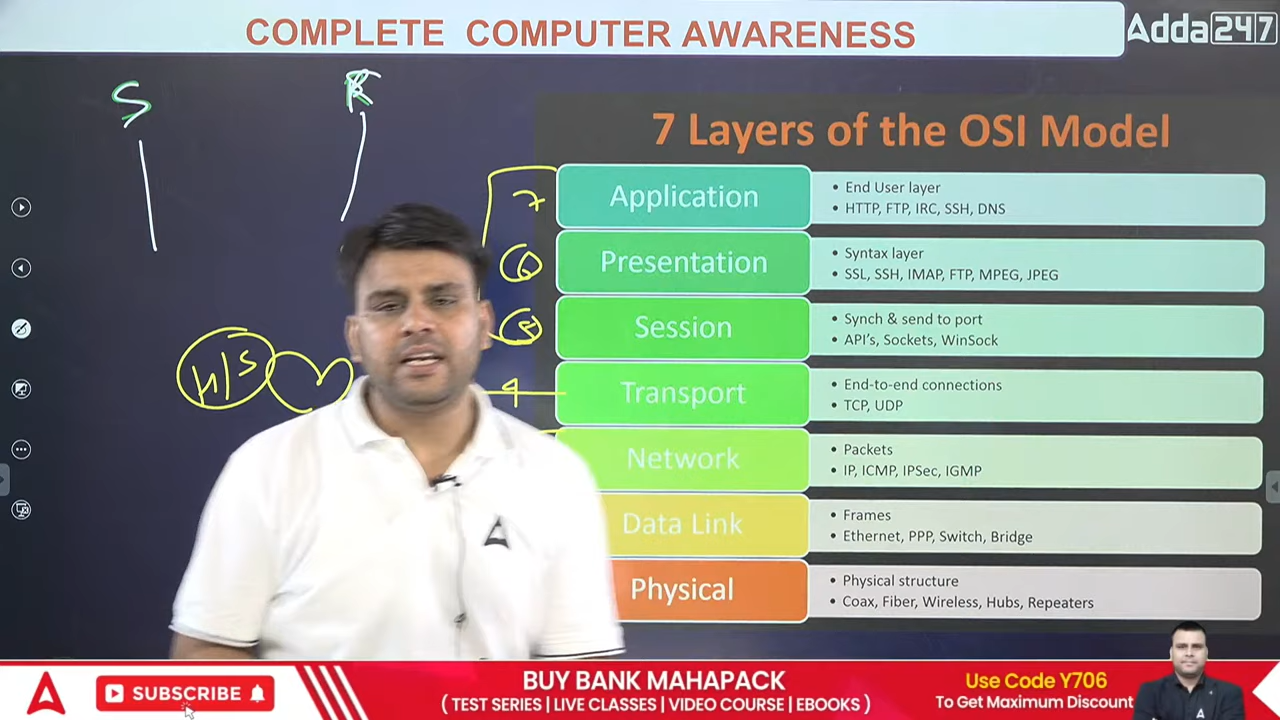 COMPLETE COMPUTER AWARENESS
Adda247
S
R
7 Layers of the OSI Model
7
Application
• End User layer
• HTTP, FTP, IRC, SSH, DNS
6
Presentation
• Syntax layer
• SSL, SSH, IMAP, FTP, MPEG, JPEG
Session
• Synch & send to port
• API's, Sockets, WinSock
H/S
4
Transport
• End-to-end connections
• TCP, UDP
Network
• Packets
• IP, ICMP, IPSec, IGMP
Data Link
• Frames
• Ethernet, PPP, Switch, Bridge
Physical
• Physical structure
• Coax, Fiber, Wireless, Hubs, Repeaters
SUBSCRIBE
BUY BANK MAHAPACK
( TEST SERIES | LIVE CLASSES | VIDEO COURSE | EBOOKS )
Use Code Y706
To Get Maximum Discount